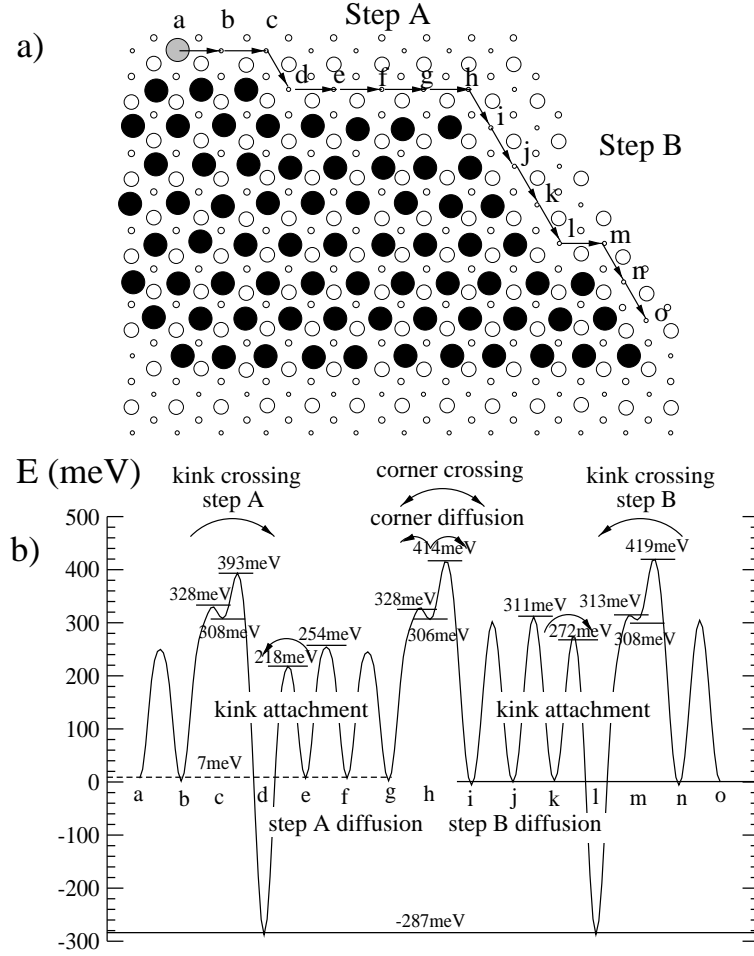 Step A
a b c
a)
d e f g h
i
Step B
j
k
l m
n
o
E (meV)
kink crossing
step A
corner crossing
kink crossing
step B
corner diffusion
b)
500
400
300
200
100
0
-100
-200
-300
393meV
414meV
419meV
328meV
328meV
311meV
313meV
308meV
306meV
308meV
254meV
272meV
218meV
kink attachment
kink attachment
7meV
a b c d e f g h i j k l m n o
step A diffusion
step B diffusion
-287meV